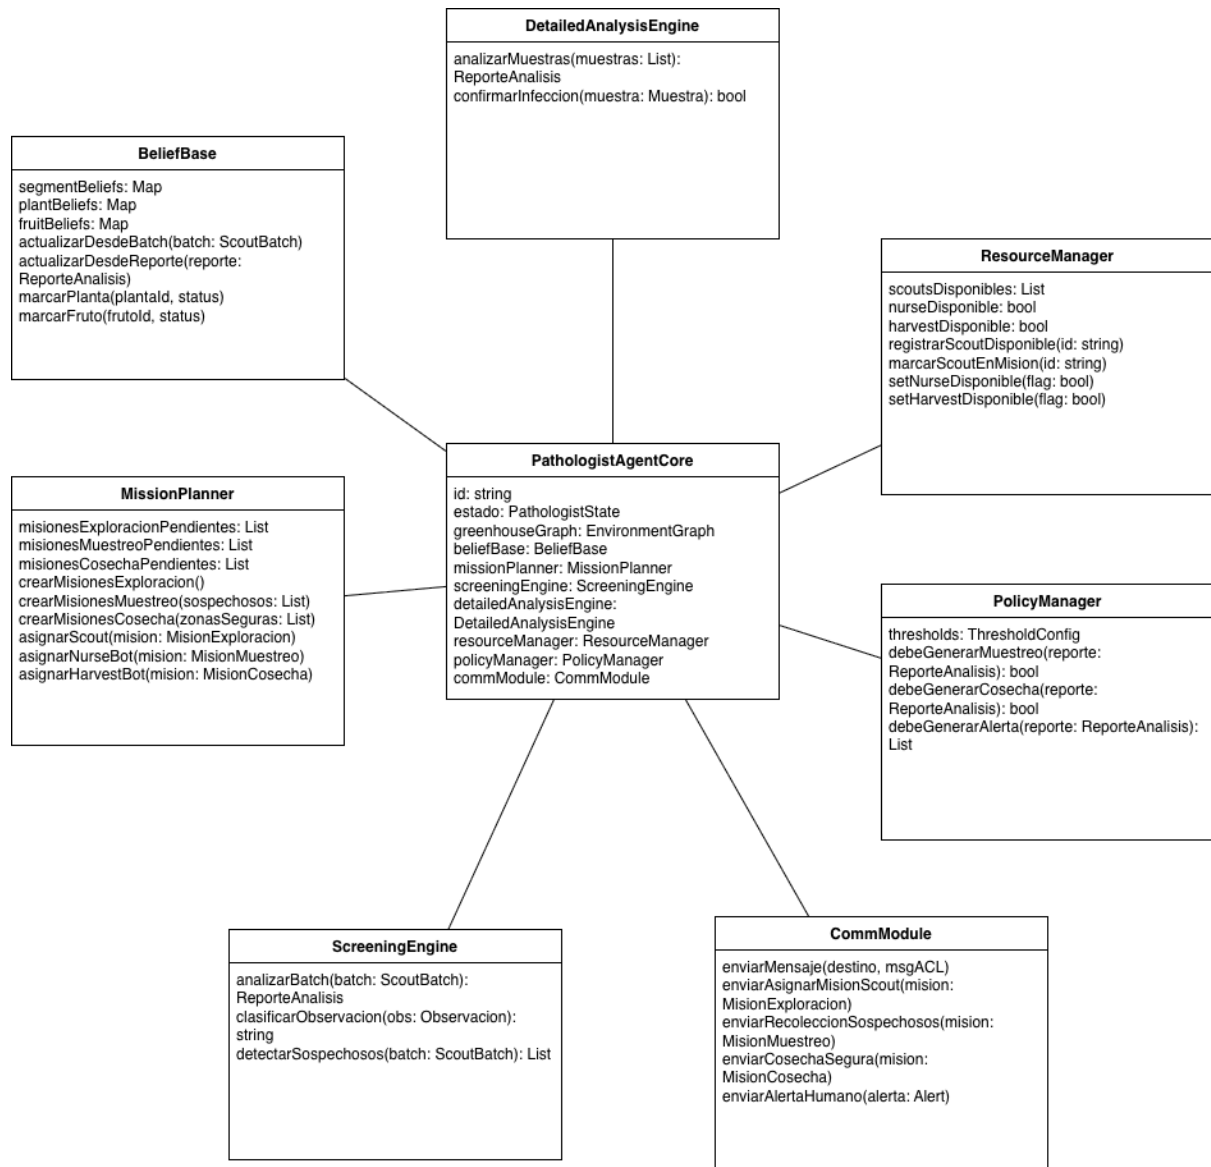 DetailedAnalysisEngine
analizarMuestras(muestras: List):
ReporteAnalisis
confirmarInfeccion(muestra: Muestra): bool
BeliefBase
segmentBeliefs: Map
plantBeliefs: Map
fruitBeliefs: Map
actualizarDesdeBatch(batch: ScoutBatch)
actualizarDesdeReporte(reporte:
ReporteAnalisis)
marcarPlanta(plantaId, status)
marcarFruto(frutoId, status)
ResourceManager
scoutsDisponibles: List
nurseDisponible: bool
harvestDisponible: bool
registrarScoutDisponible(id: string)
marcarScoutEnMision(id: string)
setNurseDisponible(flag: bool)
setHarvestDisponible(flag: bool)
PathologistAgentCore
id: string
estado: PathologistState
greenhouseGraph: EnvironmentGraph
beliefBase: BeliefBase
missionPlanner: MissionPlanner
screeningEngine: ScreeningEngine
detailedAnalysisEngine:
DetailedAnalysisEngine
resourceManager: ResourceManager
policyManager: PolicyManager
commModule: CommModule
MissionPlanner
misionesExploracionPendientes: List
misionesMuestreoPendientes: List
misionesCosechaPendientes: List
crearMisionesExploracion()
crearMisionesMuestreo(sospechosos: List)
crearMisionesCosecha(zonasSeguras: List)
asignarScout(mision: MisionExploracion)
asignarNurseBot(mision: MisionMuestreo)
asignarHarvestBot(mision: MisionCosecha)
PolicyManager
thresholds: ThresholdConfig
debeGenerarMuestreo(reporte:
ReporteAnalisis): bool
debeGenerarCosecha(reporte:
ReporteAnalisis): bool
debeGenerarAlerta(reporte: ReporteAnalisis):
List
ScreeningEngine
analizarBatch(batch: ScoutBatch):
ReporteAnalisis
clasificarObservacion(obs: Observacion):
string
detectarSospechosos(batch: ScoutBatch): List
CommModule
enviarMensaje(destino, msgACL)
enviarAsignarMisionScout(mision:
MisionExploracion)
enviarRecoleccionSospechosos(mision:
MisionMuestreo)
enviarCosechaSegura(mision:
MisionCosecha)
enviarAlertaHumano(alerta: Alert)